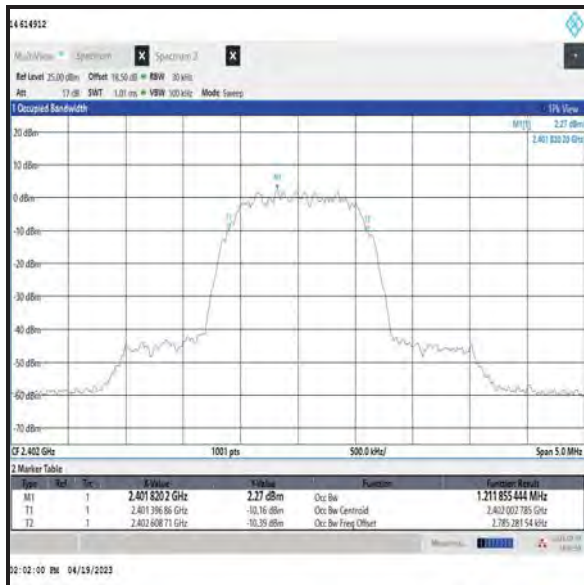 14 614912
MultiView Spectrum X Spectrum 2 X
Ref Level 25.00 dBm Offset 16.50 dB RBW 30 kHz
Att 17 dB SWT 1.01 ms VBW 100 kHz Mode Sweep
1 Occupied Bandwidth 1Pk View
M1[1] 2.27 dBm
2.401 820 20 GHz
20 dBm
10 dBm
M1
0 dBm
T1 T2
-10 dBm
-20 dBm
-30 dBm
-40 dBm
-50 dBm
-60 dBm
-70 dBm
CF 2.402 GHz 1001 pts 500.0 kHz/ Span 5.0 MHz
2 Marker Table
Type Ref Trc X-Value Y-Value Function Function Result
M1 1 2.401 820 2 GHz 2.27 dBm Occ Bw 1.211 855 444 MHz
T1 1 2.401 396 86 GHz -10.16 dBm Occ Bw Centroid 2.402 002 785 GHz
T2 1 2.402 608 71 GHz -10.39 dBm Occ Bw Freq Offset 2.785 281 54 kHz
02:02:00 PM 04/19/2023